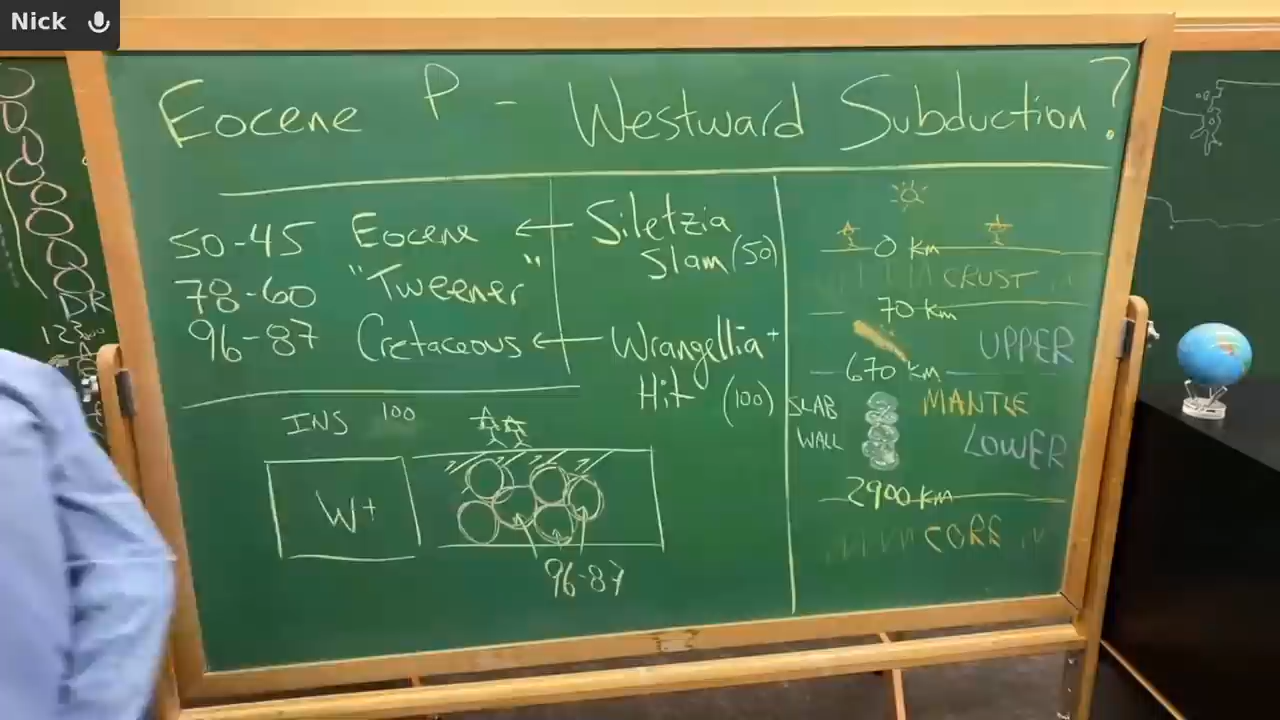 Nick
Eocene P - Westward Subduction?
50-45 Eocene ← Siletzia
Slam (50)
78-60 "Tweener"
96-87 Cretaceous ← Wrangellia+
Hit (100)
INS 100
W+
96-87
0 km
CRUST
70 km
UPPER
670 km
SLAB
WALL
MANTLE
LOWER
2900 km
CORE
DR